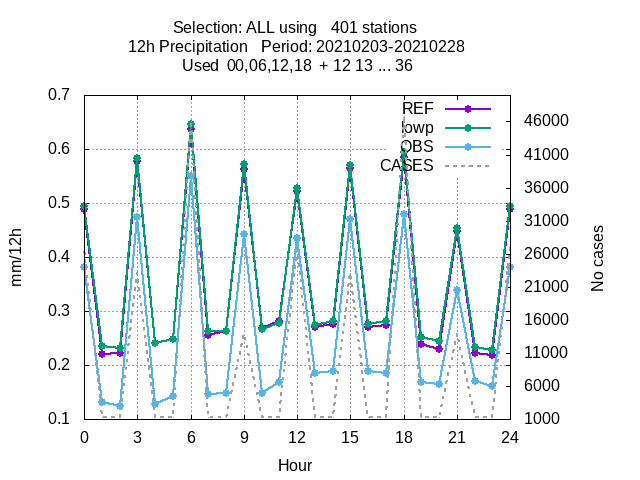 Selection: ALL using 401 stations
12h Precipitation Period: 20210203-20210228
Used 00,06,12,18 + 12 13 ... 36
0.7
0.6
0.5
0.4
0.3
0.2
0.1
mm/12h
REF
lowp
OBS
CASES
46000
41000
36000
31000
26000
21000
16000
11000
6000
1000
No cases
0 3 6 9 12 15 18 21 24
Hour